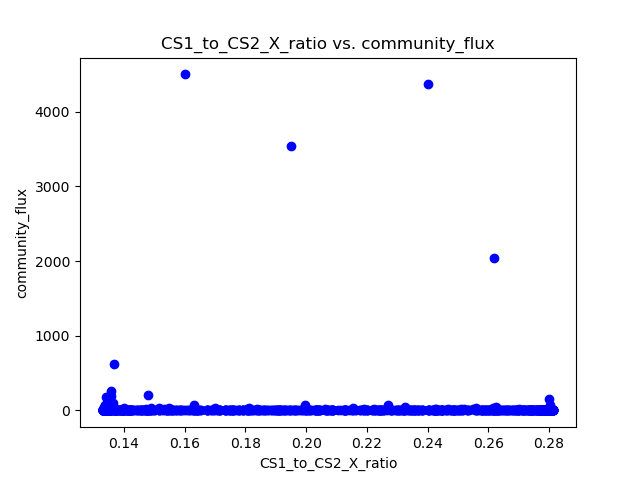 CS1_to_CS2_X_ratio vs. community_flux
community_flux
4000
3000
2000
1000
0
0.14 0.16 0.18 0.20 0.22 0.24 0.26 0.28
CS1_to_CS2_X_ratio